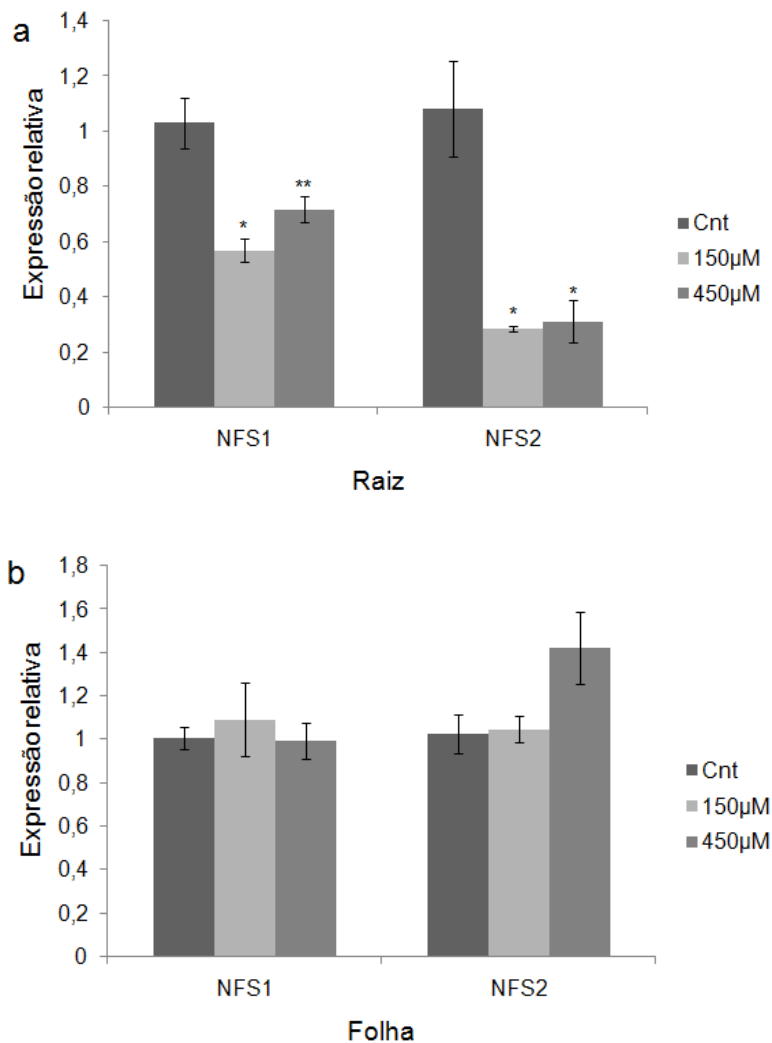 a
Expressão relativa
1,4
1,2
1
0,8
0,6
0,4
0,2
0
*
**
*
*
NFS1
NFS2
Raiz
Cnt
150µM
450µM
b
Expressão relativa
1,8
1,6
1,4
1,2
1
0,8
0,6
0,4
0,2
0
NFS1
NFS2
Folha
Cnt
150µM
450µM